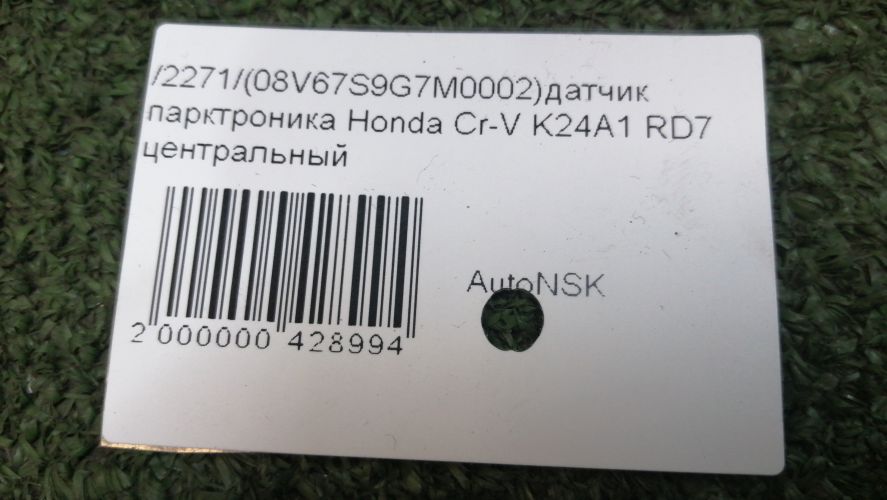 /2271/(08V67S9G7M0002)датчик
парктроника Honda Cr-V K24A1 RD7
центральный
AutoNSK
2 000000 428994